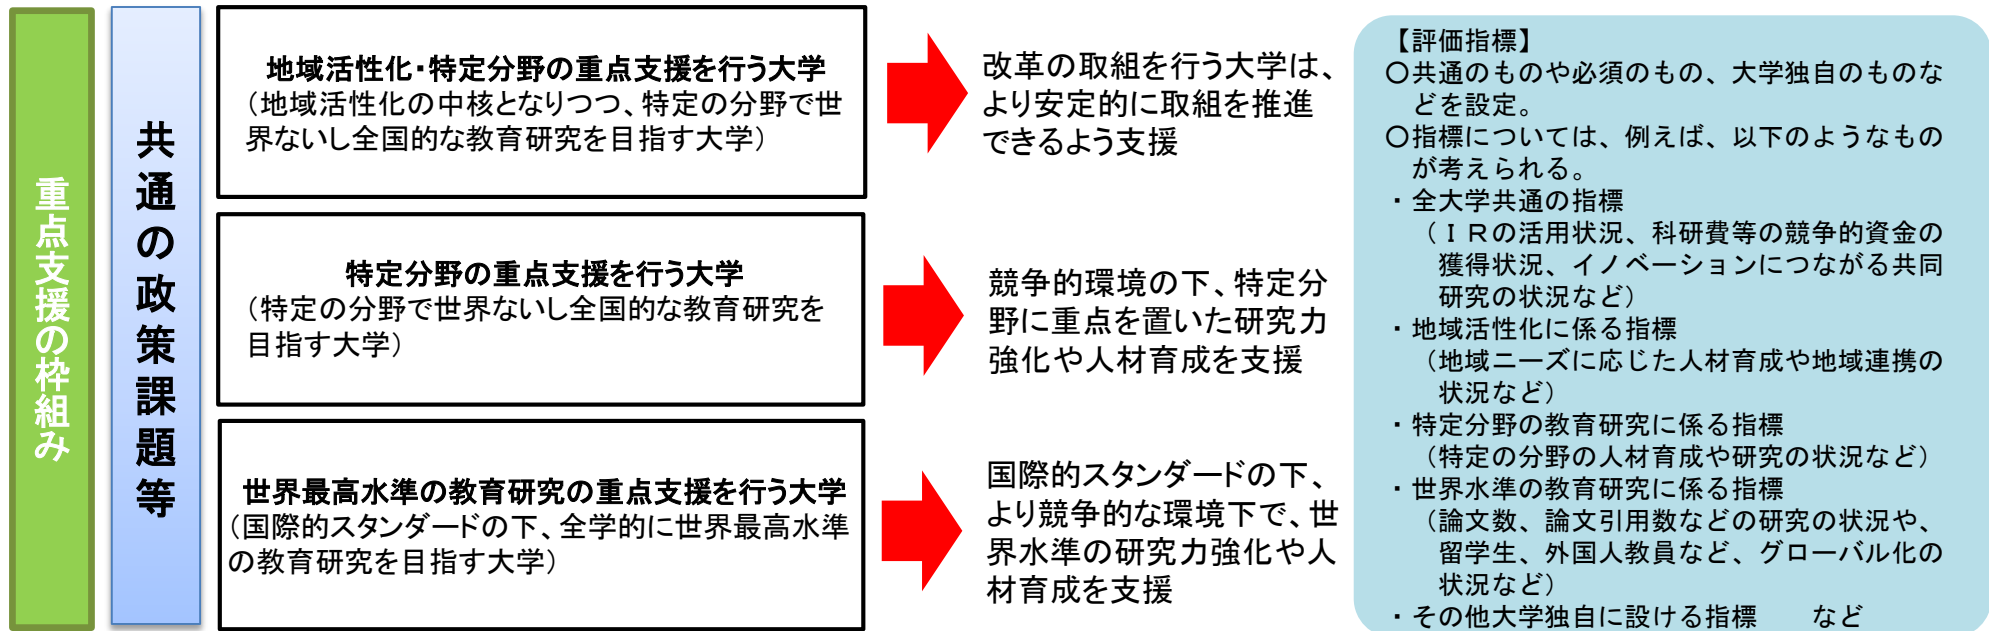 重点支援の枠組み
共通の政策課題等
地域活性化・特定分野の重点支援を行う大学
（地域活性化の中核となりつつ、特定の分野で世
界ないし全国的な教育研究を目指す大学）
改革の取組を行う大学は、
より安定的に取組を推進
できるよう支援
特定分野の重点支援を行う大学
（特定の分野で世界ないし全国的な教育研究を
目指す大学）
競争的環境の下、特定分
野に重点を置いた研究力
強化や人材育成を支援
世界最高水準の教育研究の重点支援を行う大学
（国際的スタンダードの下、全学的に世界最高水準
の教育研究を目指す大学）
国際的スタンダードの下、
より競争的な環境下で、世
界水準の研究力強化や人
材育成を支援
【評価指標】
〇共通のものや必須のもの、大学独自のものな
どを設定。
〇指標については、例えば、以下のようなもの
が考えられる。
・全大学共通の指標
（ＩＲの活用状況、科研費等の競争的資金の
獲得状況、イノベーションにつながる共同
研究の状況など）
・地域活性化に係る指標
（地域ニーズに応じた人材育成や地域連携の
状況など）
・特定分野の教育研究に係る指標
（特定の分野の人材育成や研究の状況など）
・世界水準の教育研究に係る指標
（論文数、論文引用数などの研究の状況や、
留学生、外国人教員など、グローバル化の
状況など）
・その他大学独自に設ける指標　　など